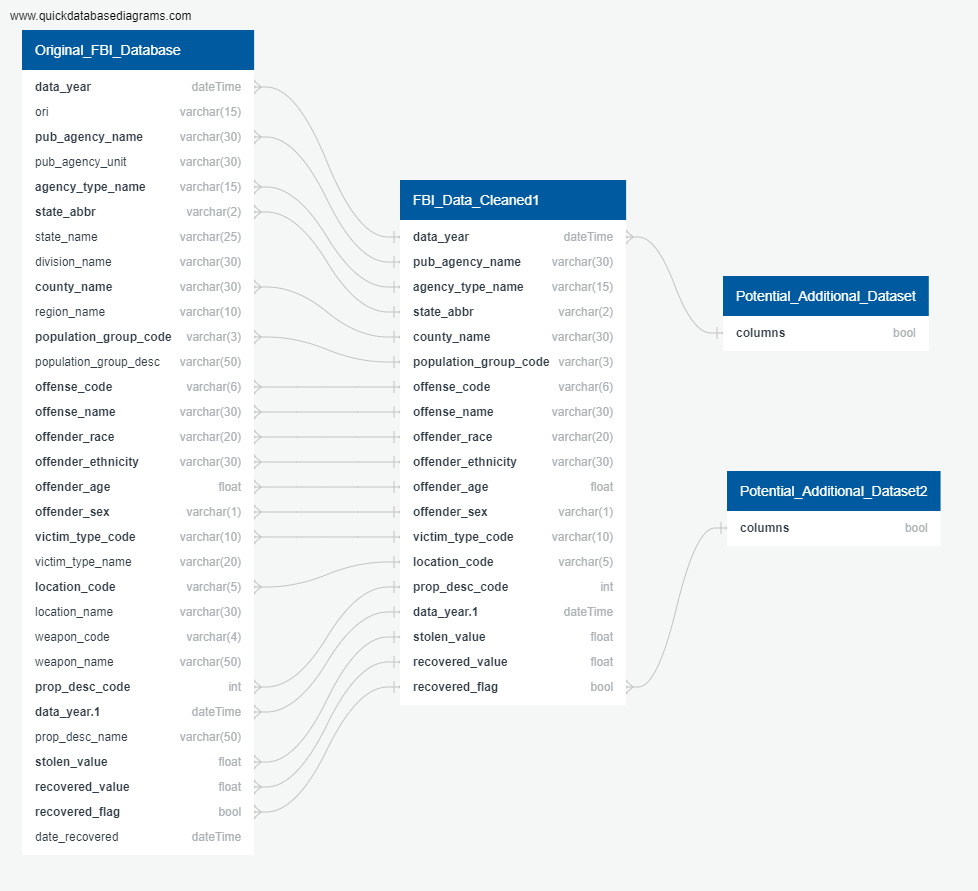 www.quickdatabasediagrams.com
Original_FBI_Database
data_year dateTime
ori varchar(15)
pub_agency_name varchar(30)
pub_agency_unit varchar(30)
agency_type_name varchar(15)
state_abbr varchar(2)
state_name varchar(25)
division_name varchar(30)
county_name varchar(30)
region_name varchar(10)
population_group_code varchar(3)
population_group_desc varchar(50)
offense_code varchar(6)
offense_name varchar(30)
offender_race varchar(20)
offender_ethnicity varchar(30)
offender_age float
offender_sex varchar(1)
victim_type_code varchar(10)
victim_type_name varchar(20)
location_code varchar(5)
location_name varchar(30)
weapon_code varchar(4)
weapon_name varchar(50)
prop_desc_code int
data_year.1 dateTime
prop_desc_name varchar(50)
stolen_value float
recovered_value float
recovered_flag bool
date_recovered dateTime
FBI_Data_Cleaned1
data_year dateTime
pub_agency_name varchar(30)
agency_type_name varchar(15)
state_abbr varchar(2)
county_name varchar(30)
population_group_code varchar(3)
offense_code varchar(6)
offense_name varchar(30)
offender_race varchar(20)
offender_ethnicity varchar(30)
offender_age float
offender_sex varchar(1)
victim_type_code varchar(10)
location_code varchar(5)
prop_desc_code int
data_year.1 dateTime
stolen_value float
recovered_value float
recovered_flag bool
Potential_Additional_Dataset
columns bool
Potential_Additional_Dataset2
columns bool